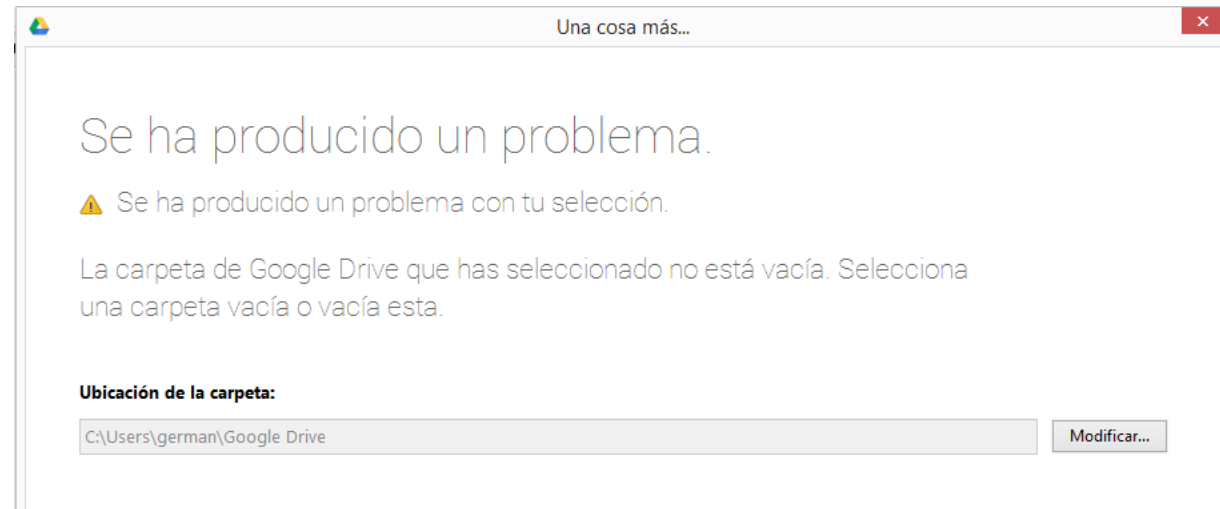 Una cosa más...
Se ha producido un problema.
Se ha producido un problema con tu selección.
La carpeta de Google Drive que has seleccionado no está vacía. Selecciona
una carpeta vacía o vacía esta.
Ubicación de la carpeta:
C:\Users\german\Google Drive
Modificar...